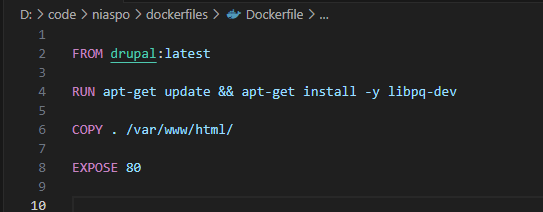 D: > code > niaspo > dockerfiles > Dockerfile > ...
1
2 FROM drupal:latest
3
4 RUN apt-get update && apt-get install -y libpq-dev
5
6 COPY . /var/www/html/
7
8 EXPOSE 80
9
10